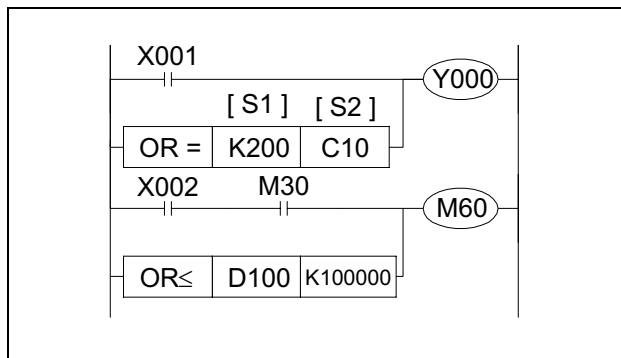 X001
Y000
[ S1 ] [ S2 ]
OR = K200 C10
X002 M30
M60
OR≤ D100 K100000